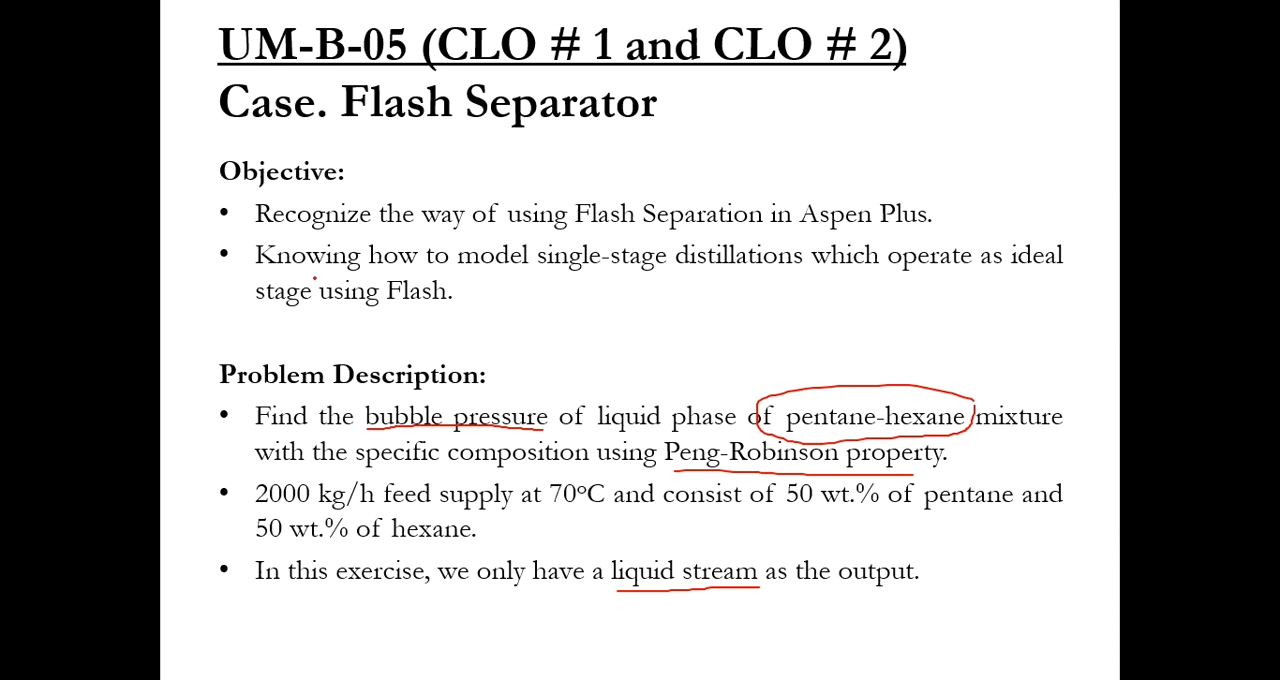 UM-B-05 (CLO # 1 and CLO # 2)
Case. Flash Separator
Objective:
• Recognize the way of using Flash Separation in Aspen Plus.
• Knowing how to model single-stage distillations which operate as ideal
stage using Flash.
Problem Description:
• Find the bubble pressure of liquid phase of pentane-hexane mixture
with the specific composition using Peng-Robinson property.
• 2000 kg/h feed supply at 70ºC and consist of 50 wt.% of pentane and
50 wt.% of hexane.
• In this exercise, we only have a liquid stream as the output.